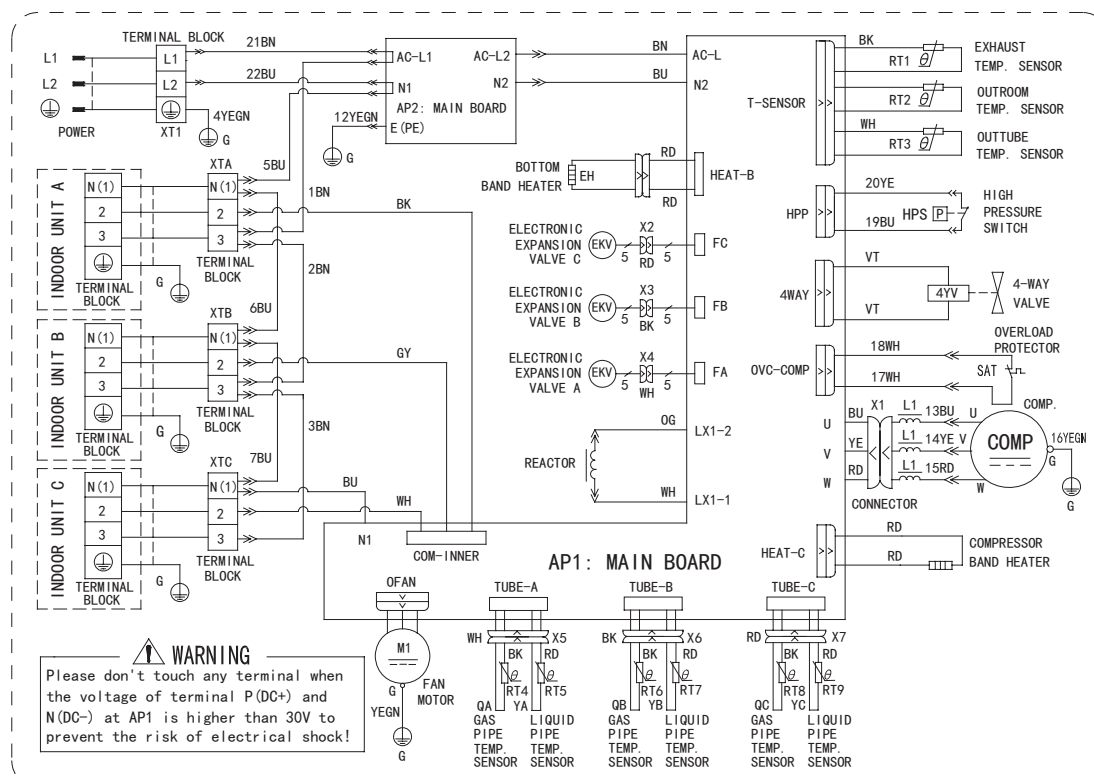 TERMINAL BLOCK
L1
L2
POWER
L1
L2
XT1
4YEGN
G
21BN
22BU
12YEGN
G
AC-L1
N1
E(PE)
AC-L2
N2
AP2: MAIN BOARD
BN
BU
AC-L
N2
INDOOR UNIT A
N(1)
2
3
TERMINAL
BLOCK
G
XTA
N(1)
2
3
TERMINAL
BLOCK
5BU
1BN
BK
2BN
6BU
INDOOR UNIT B
N(1)
2
3
TERMINAL
BLOCK
G
XTB
N(1)
2
3
TERMINAL
BLOCK
GY
3BN
7BU
INDOOR UNIT C
N(1)
2
3
TERMINAL
BLOCK
G
XTC
N(1)
2
3
TERMINAL
BLOCK
BU
WH
N1
COM-INNER
BOTTOM
BAND HEATER
EH
RD
RD
HEAT-B
ELECTRONIC
EXPANSION
VALVE C
EKV
5
X2
RD
5
FC
ELECTRONIC
EXPANSION
VALVE B
EKV
5
X3
BK
5
FB
ELECTRONIC
EXPANSION
VALVE A
EKV
5
X4
WH
5
FA
REACTOR
OG
WH
LX1-2
LX1-1
AP1: MAIN BOARD
T-SENSOR
BK
RT1
θ
EXHAUST
TEMP. SENSOR
RT2
θ
OUTROOM
TEMP. SENSOR
WH
RT3
θ
OUTTUBE
TEMP. SENSOR
HPP
20YE
19BU
HPS
P
HIGH
PRESSURE
SWITCH
4WAY
VT
VT
4YV
4-WAY
VALVE
OVC-COMP
18WH
17WH
SAT
OVERLOAD
PROTECTOR
U
V
W
BU
YE
RD
X1
CONNECTOR
L1
L1
L1
13BU
14YE
15RD
U
V
W
COMP.
COMP
16YEGN
G
G
HEAT-C
RD
RD
COMPRESSOR
BAND HEATER
OFAN
M1
G
YEGN
G
FAN
MOTOR
TUBE-A
WH
X5
BK
RD
θ
RT4
θ
RT5
QA
YA
GAS
PIPE
TEMP.
SENSOR
LIQUID
PIPE
TEMP.
SENSOR
TUBE-B
BK
X6
BK
RD
θ
RT6
θ
RT7
QB
YB
GAS
PIPE
TEMP.
SENSOR
LIQUID
PIPE
TEMP.
SENSOR
TUBE-C
RD
X7
BK
RD
θ
RT8
θ
RT9
QC
YC
GAS
PIPE
TEMP.
SENSOR
LIQUID
PIPE
TEMP.
SENSOR
WARNING
Please don't touch any terminal when
the voltage of terminal P(DC+) and
N(DC-) at AP1 is higher than 30V to
prevent the risk of electrical shock!